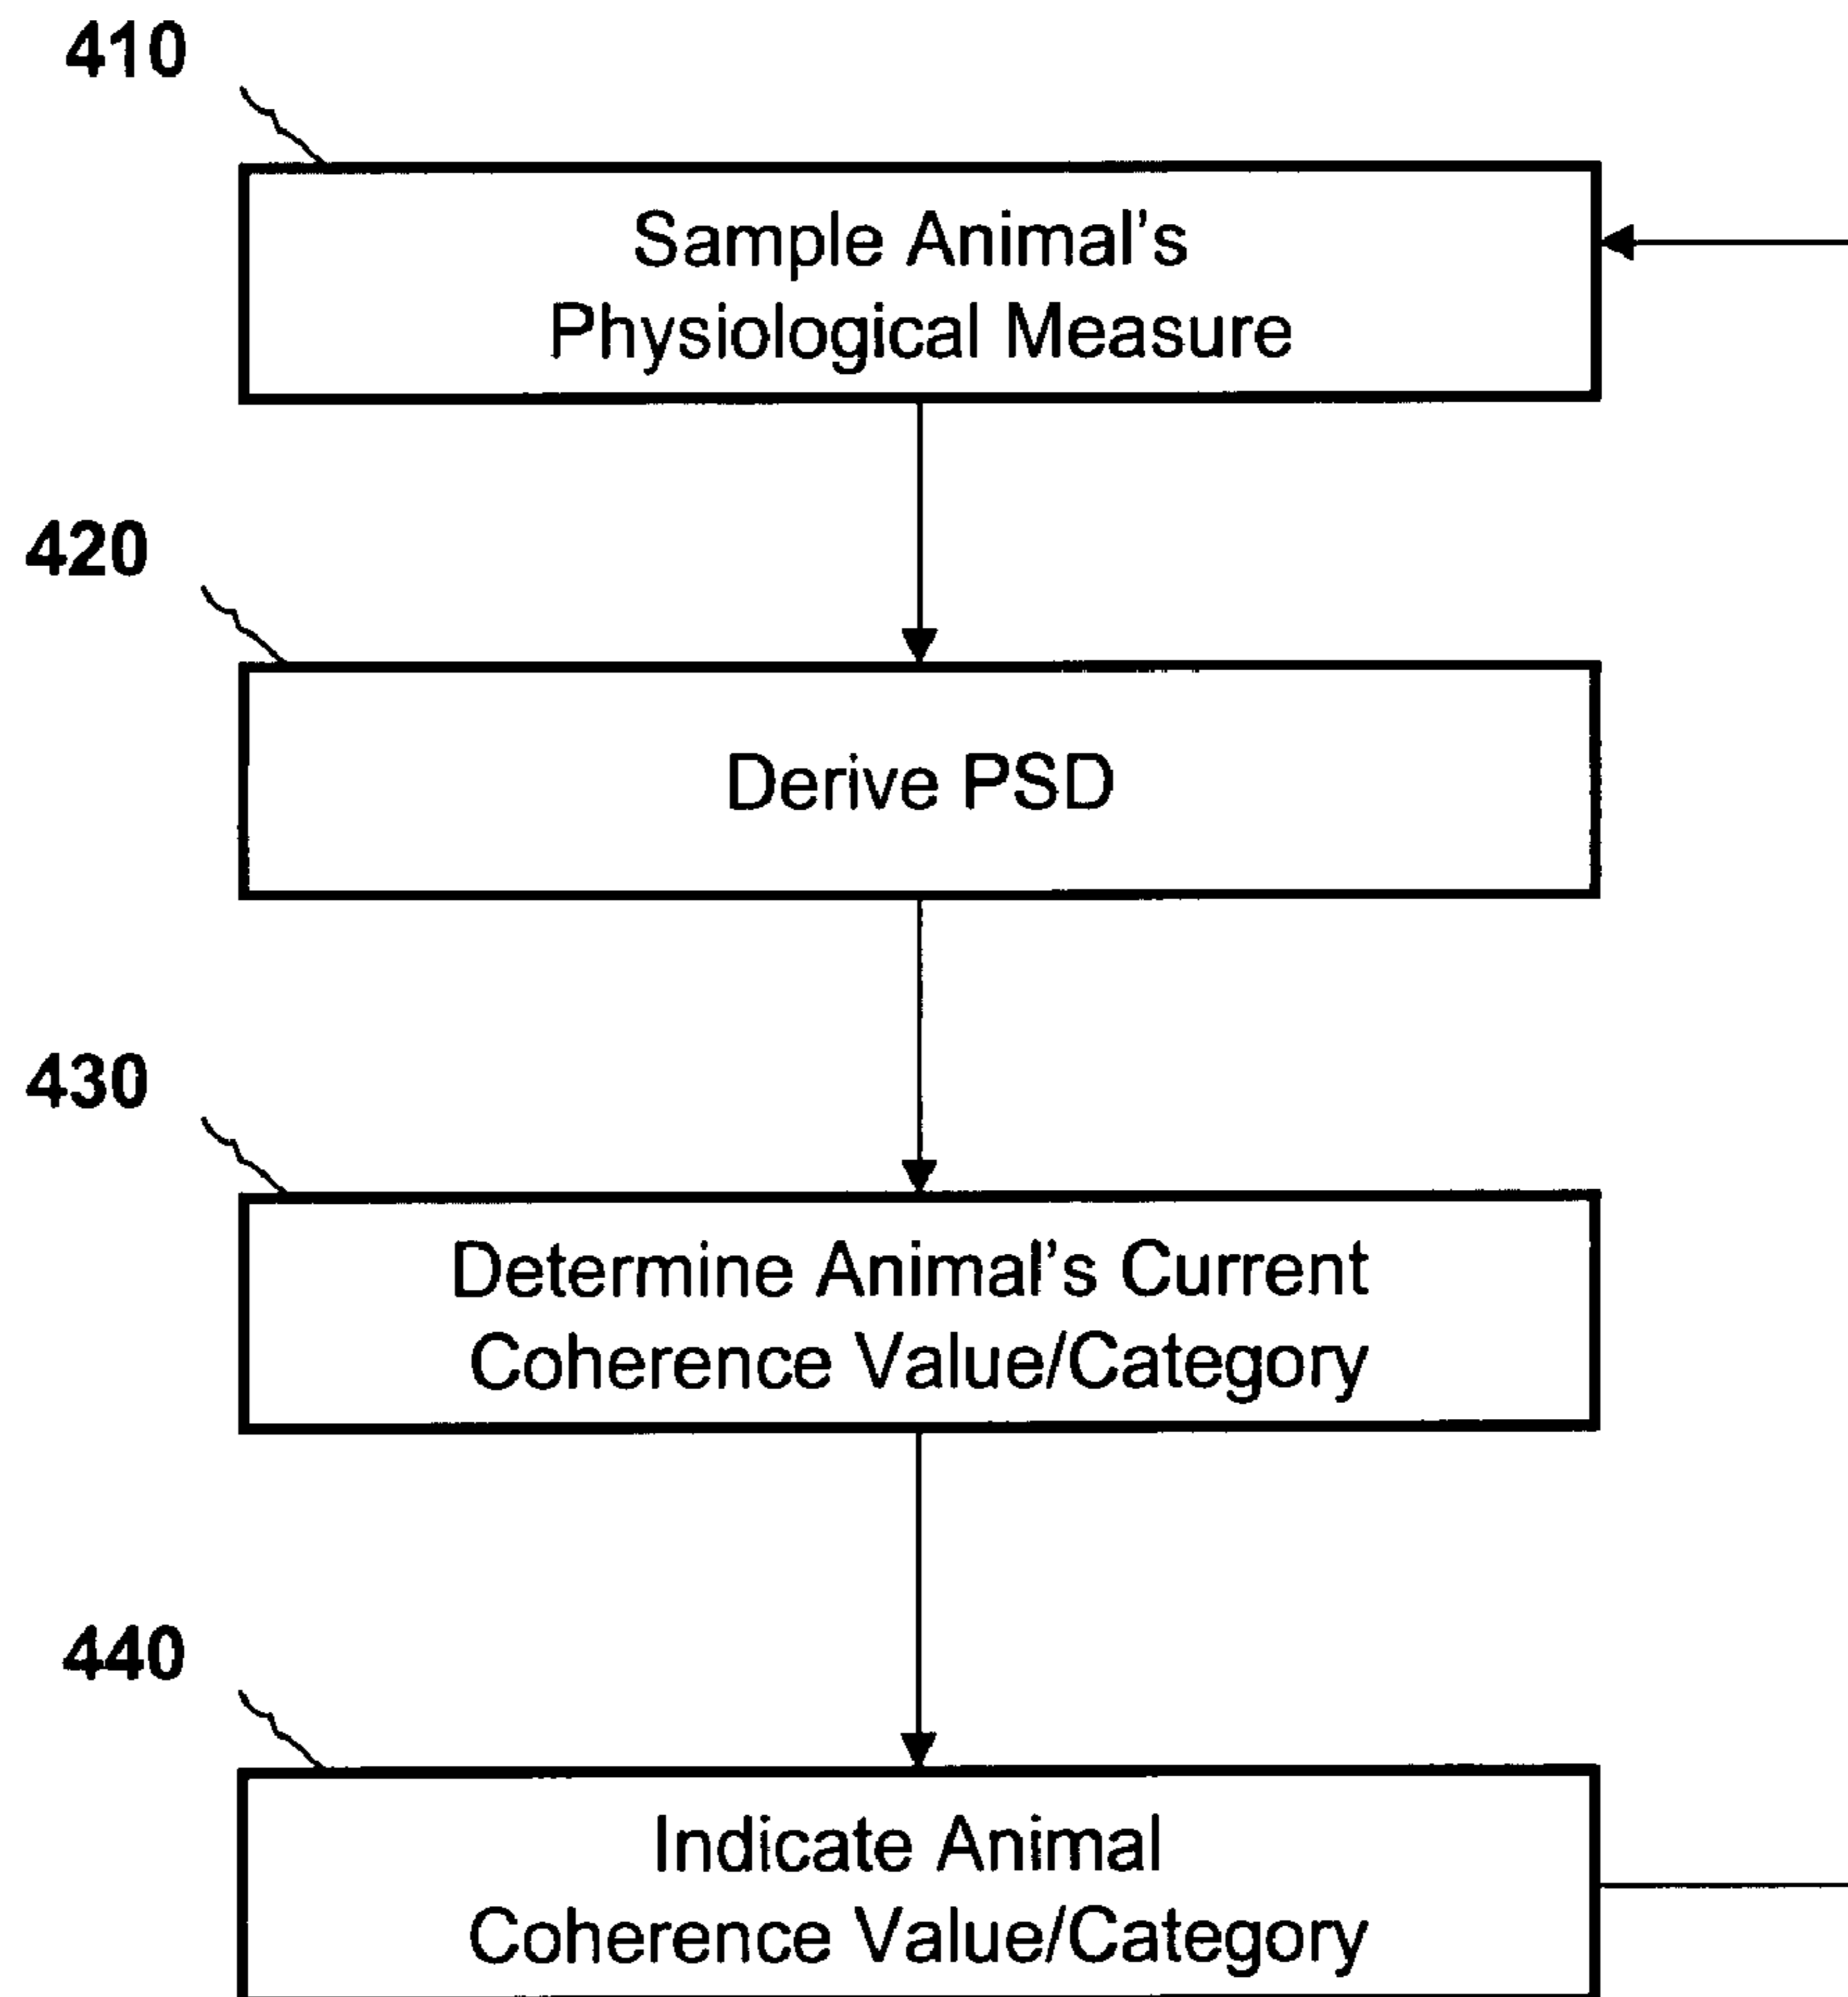 410
Sample Animal's
Physiological Measure
420
Derive PSD
430
Determine Animal's Current
Coherence Value/Category
440
Indicate Animal
Coherence Value/Category